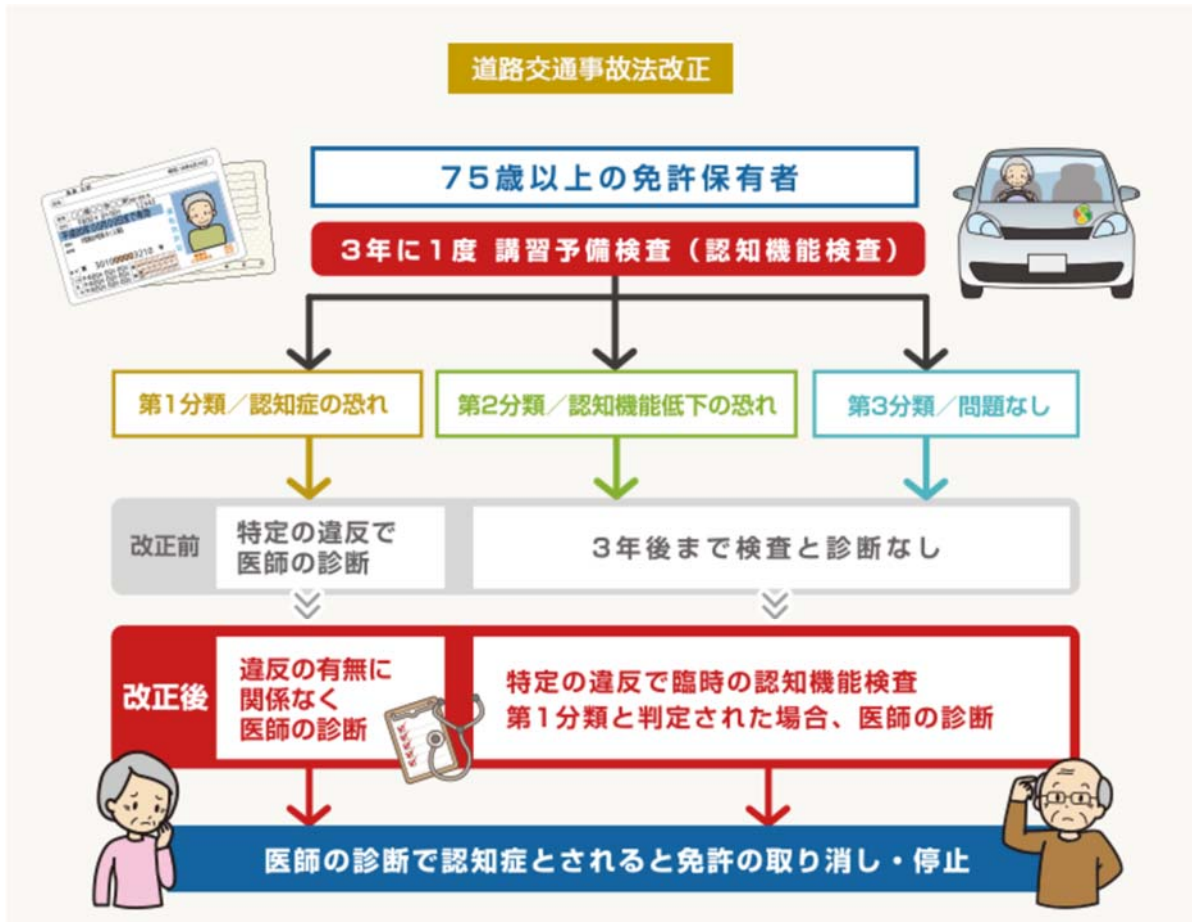 道路交通事故法改正
75歳以上の免許保有者
3年に1度 講習予備検査（認知機能検査）
第1分類／認知症の恐れ
第2分類／認知機能低下の恐れ
第3分類／問題なし
改正前
特定の違反で
医師の診断
3年後まで検査と診断なし
改正後
違反の有無に
関係なく
医師の診断
特定の違反で臨時の認知機能検査
第1分類と判定された場合、医師の診断
医師の診断で認知症とされると免許の取り消し・停止